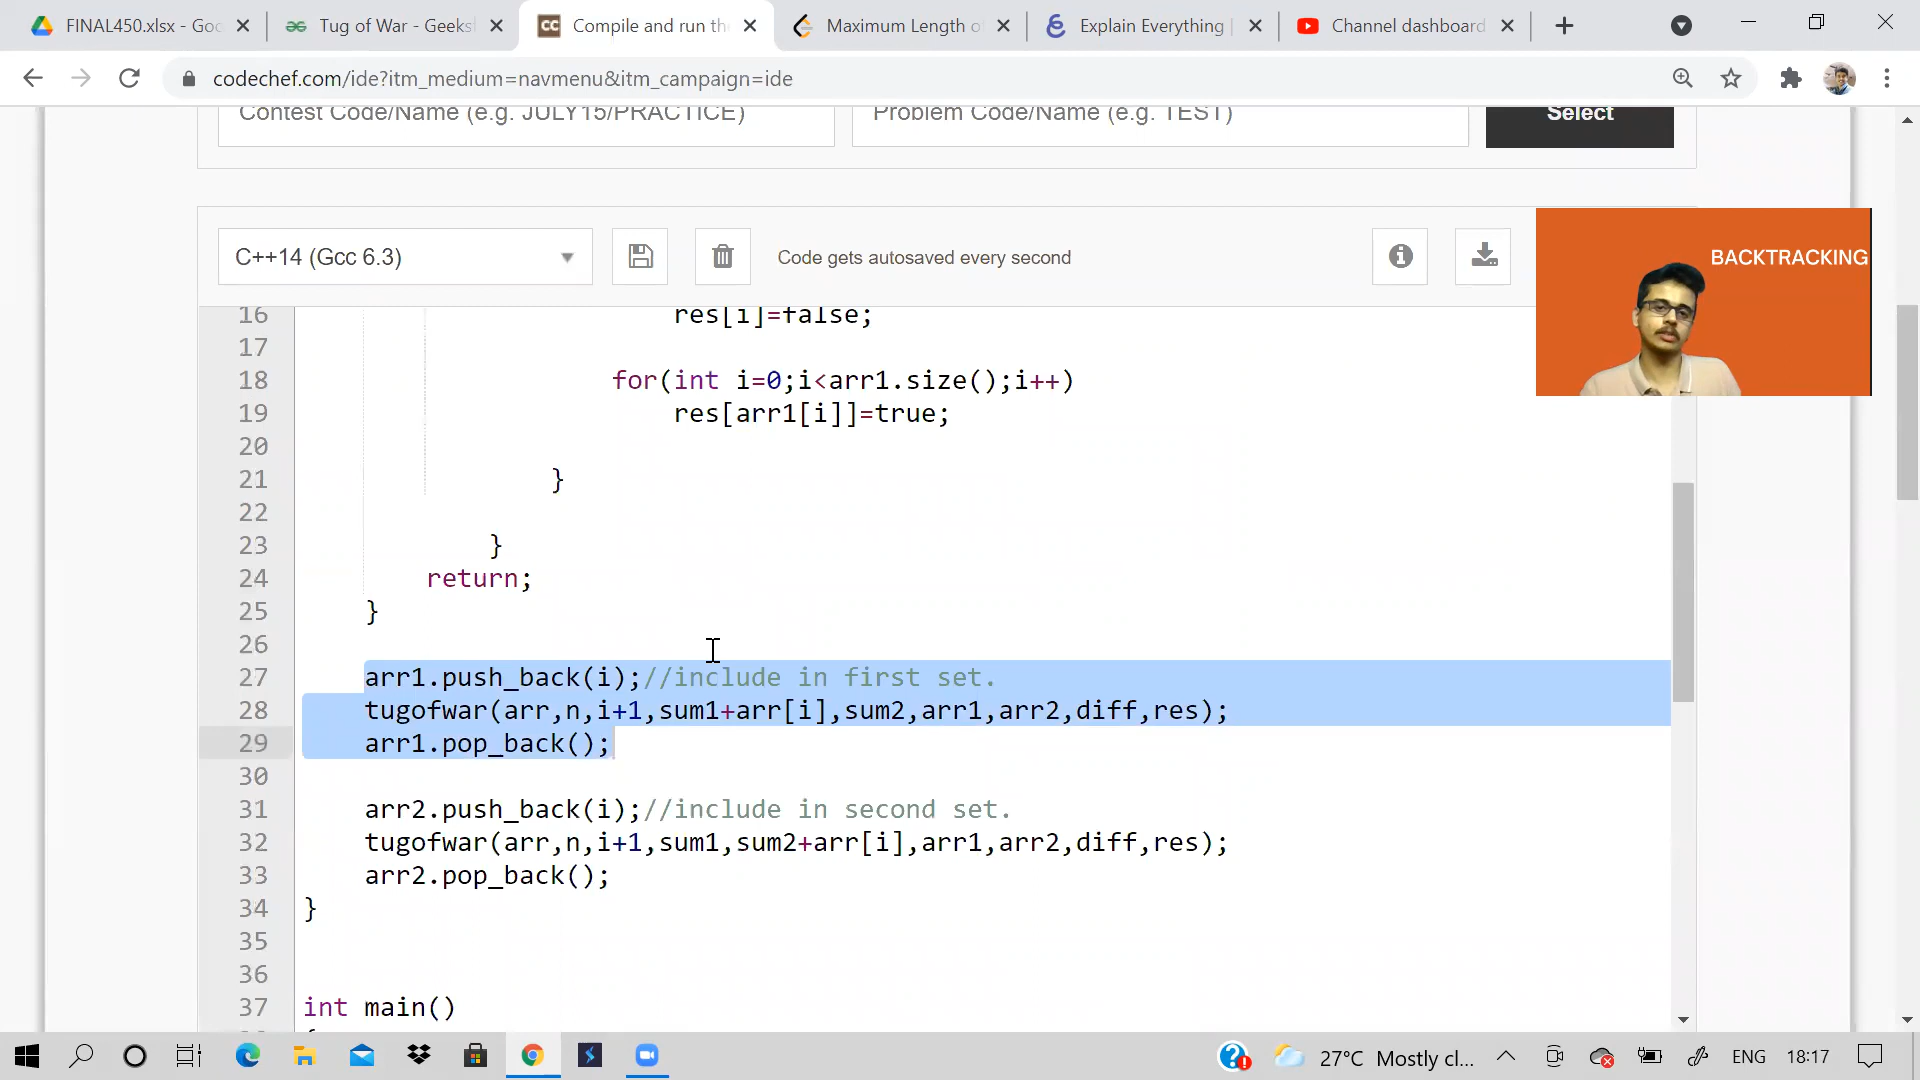 FINAL450.xlsx - Goo
Tug of War - Geeks
Compile and run the
Maximum Length o
Explain Everything |
Channel dashboard
codechef.com/ide?itm_medium=navmenu&itm_campaign=ide
Contest Code/Name (e.g. JULY15/PRACTICE)
Problem Code/Name (e.g. TEST)
Select
C++14 (Gcc 6.3)
Code gets autosaved every second
BACKTRACKING
16 res[i]=false;
17
18 for(int i=0;i<arr1.size();i++)
19 res[arr1[i]]=true;
20
21 }
22
23 }
24 return;
25 }
26
27 arr1.push_back(i);//include in first set.
28 tugofwar(arr,n,i+1,sum1+arr[i],sum2,arr1,arr2,diff,res);
29 arr1.pop_back();
30
31 arr2.push_back(i);//include in second set.
32 tugofwar(arr,n,i+1,sum1,sum2+arr[i],arr1,arr2,diff,res);
33 arr2.pop_back();
34 }
35
36
37 int main()
27°C Mostly cl...
ENG
18:17